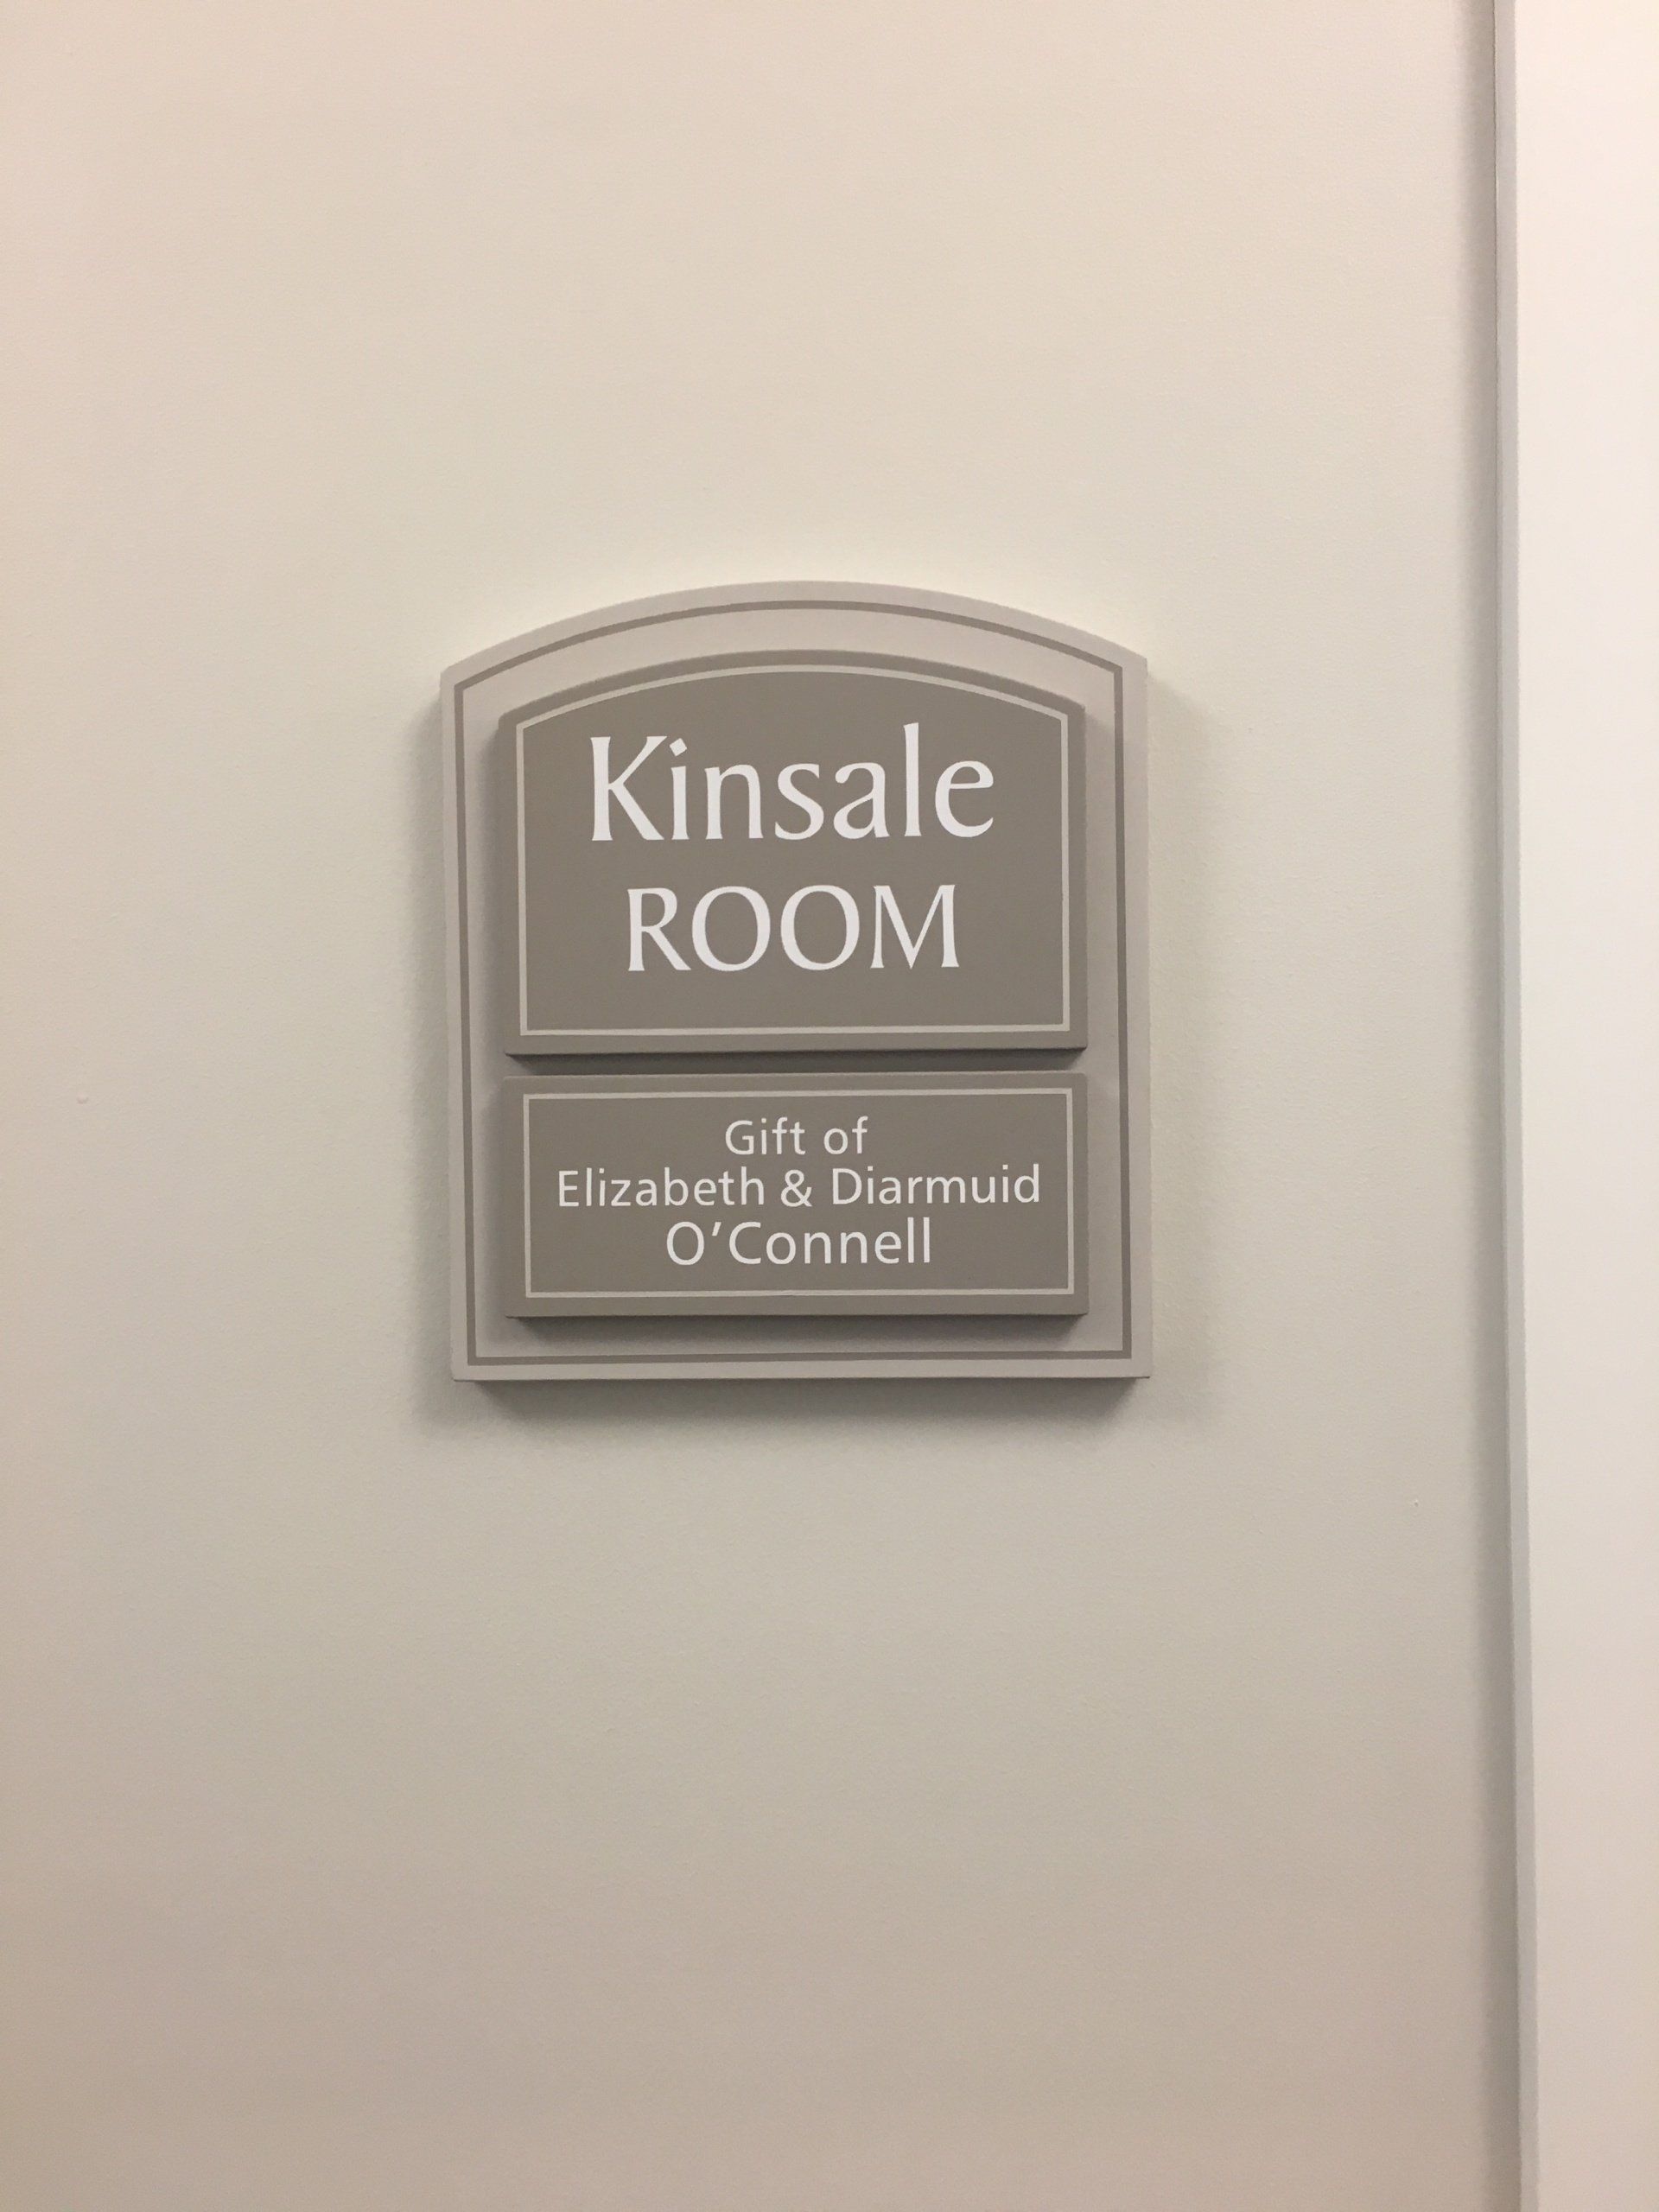 Kinsale
ROOM
Gift of
Elizabeth & Diarmuid
O'Connell